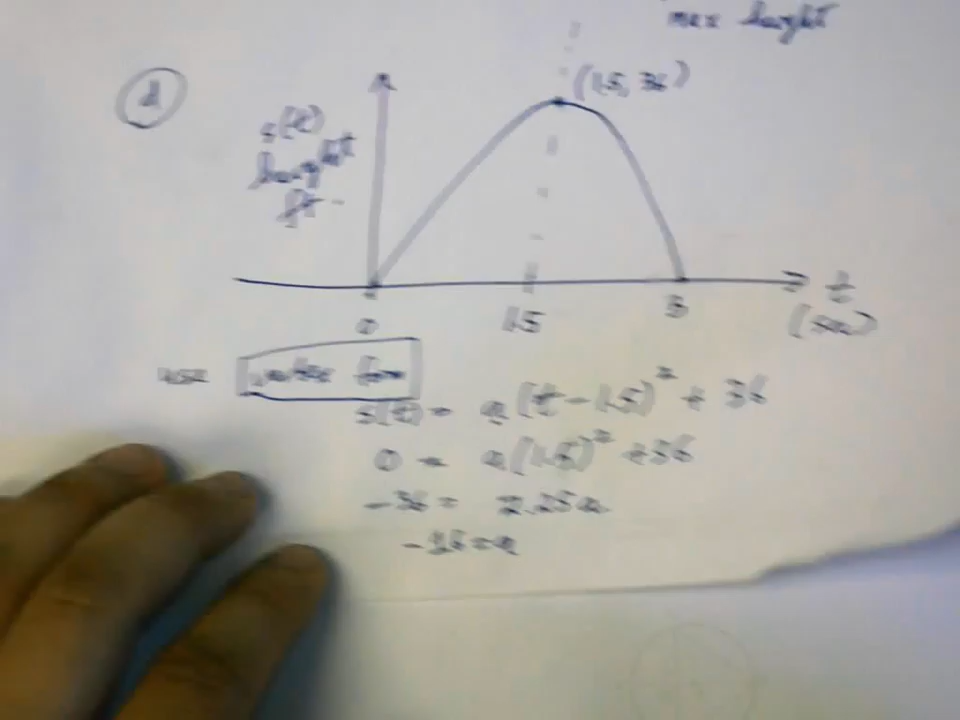 max height
d
(1.5, 36)
s(t)
height
ft.
0
1.5
3
t
(sec)
use vertex form
s(t) = a(t-1.5)² + 36
0 = a(1.5)² + 36
-36 = 2.25a
-16 = a